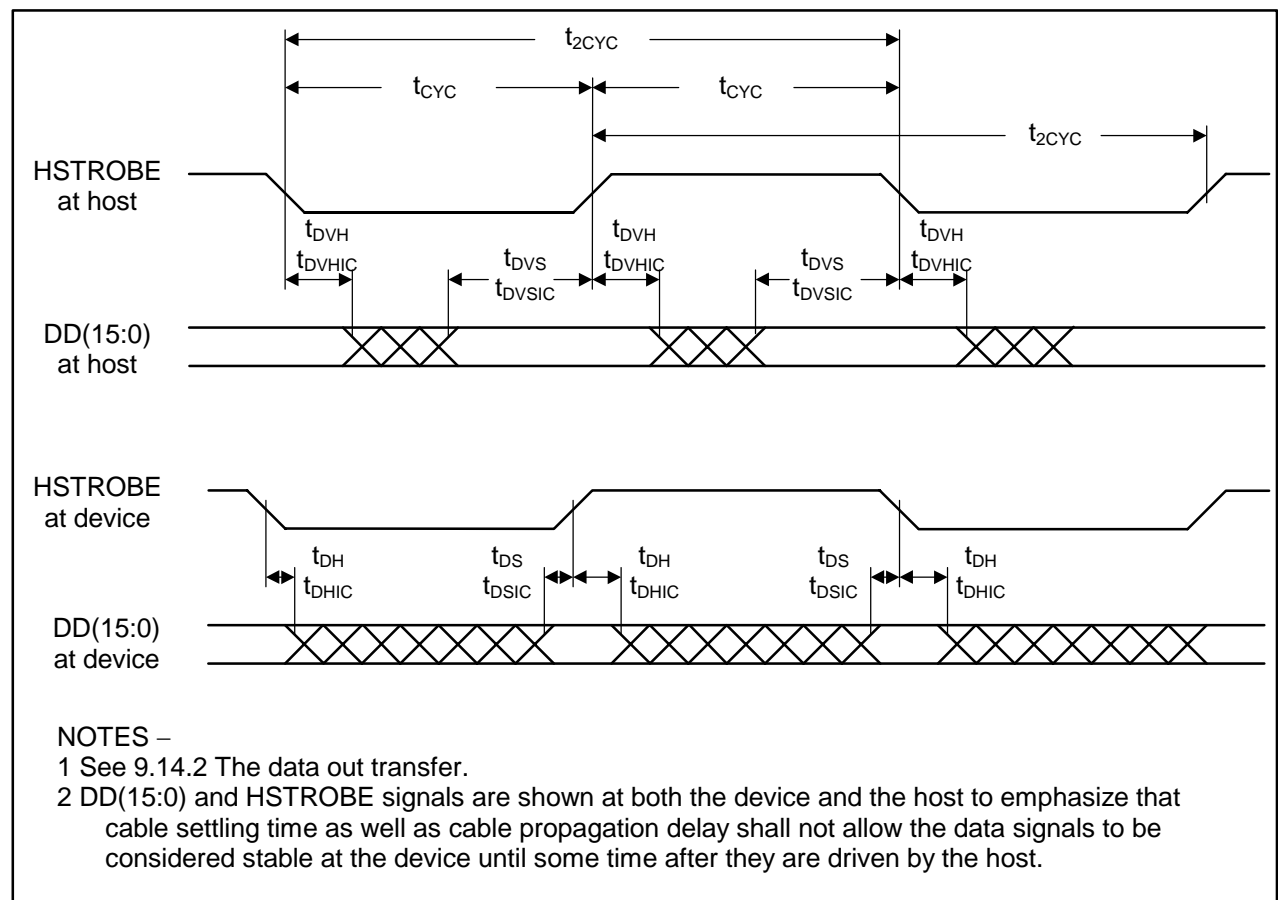 t2CYC
tCYC tCYC
t2CYC
HSTROBE
at host
tDVH tDVH tDVH
tDVHIC tDVS tDVHIC tDVS tDVHIC
tDVSIC tDVSIC
DD(15:0)
at host
HSTROBE
at device
tDH tDS tDH tDS tDH
tDHIC tDSIC tDHIC tDSIC tDHIC
DD(15:0)
at device
NOTES –
1 See 9.14.2 The data out transfer.
2 DD(15:0) and HSTROBE signals are shown at both the device and the host to emphasize that
cable settling time as well as cable propagation delay shall not allow the data signals to be
considered stable at the device until some time after they are driven by the host.